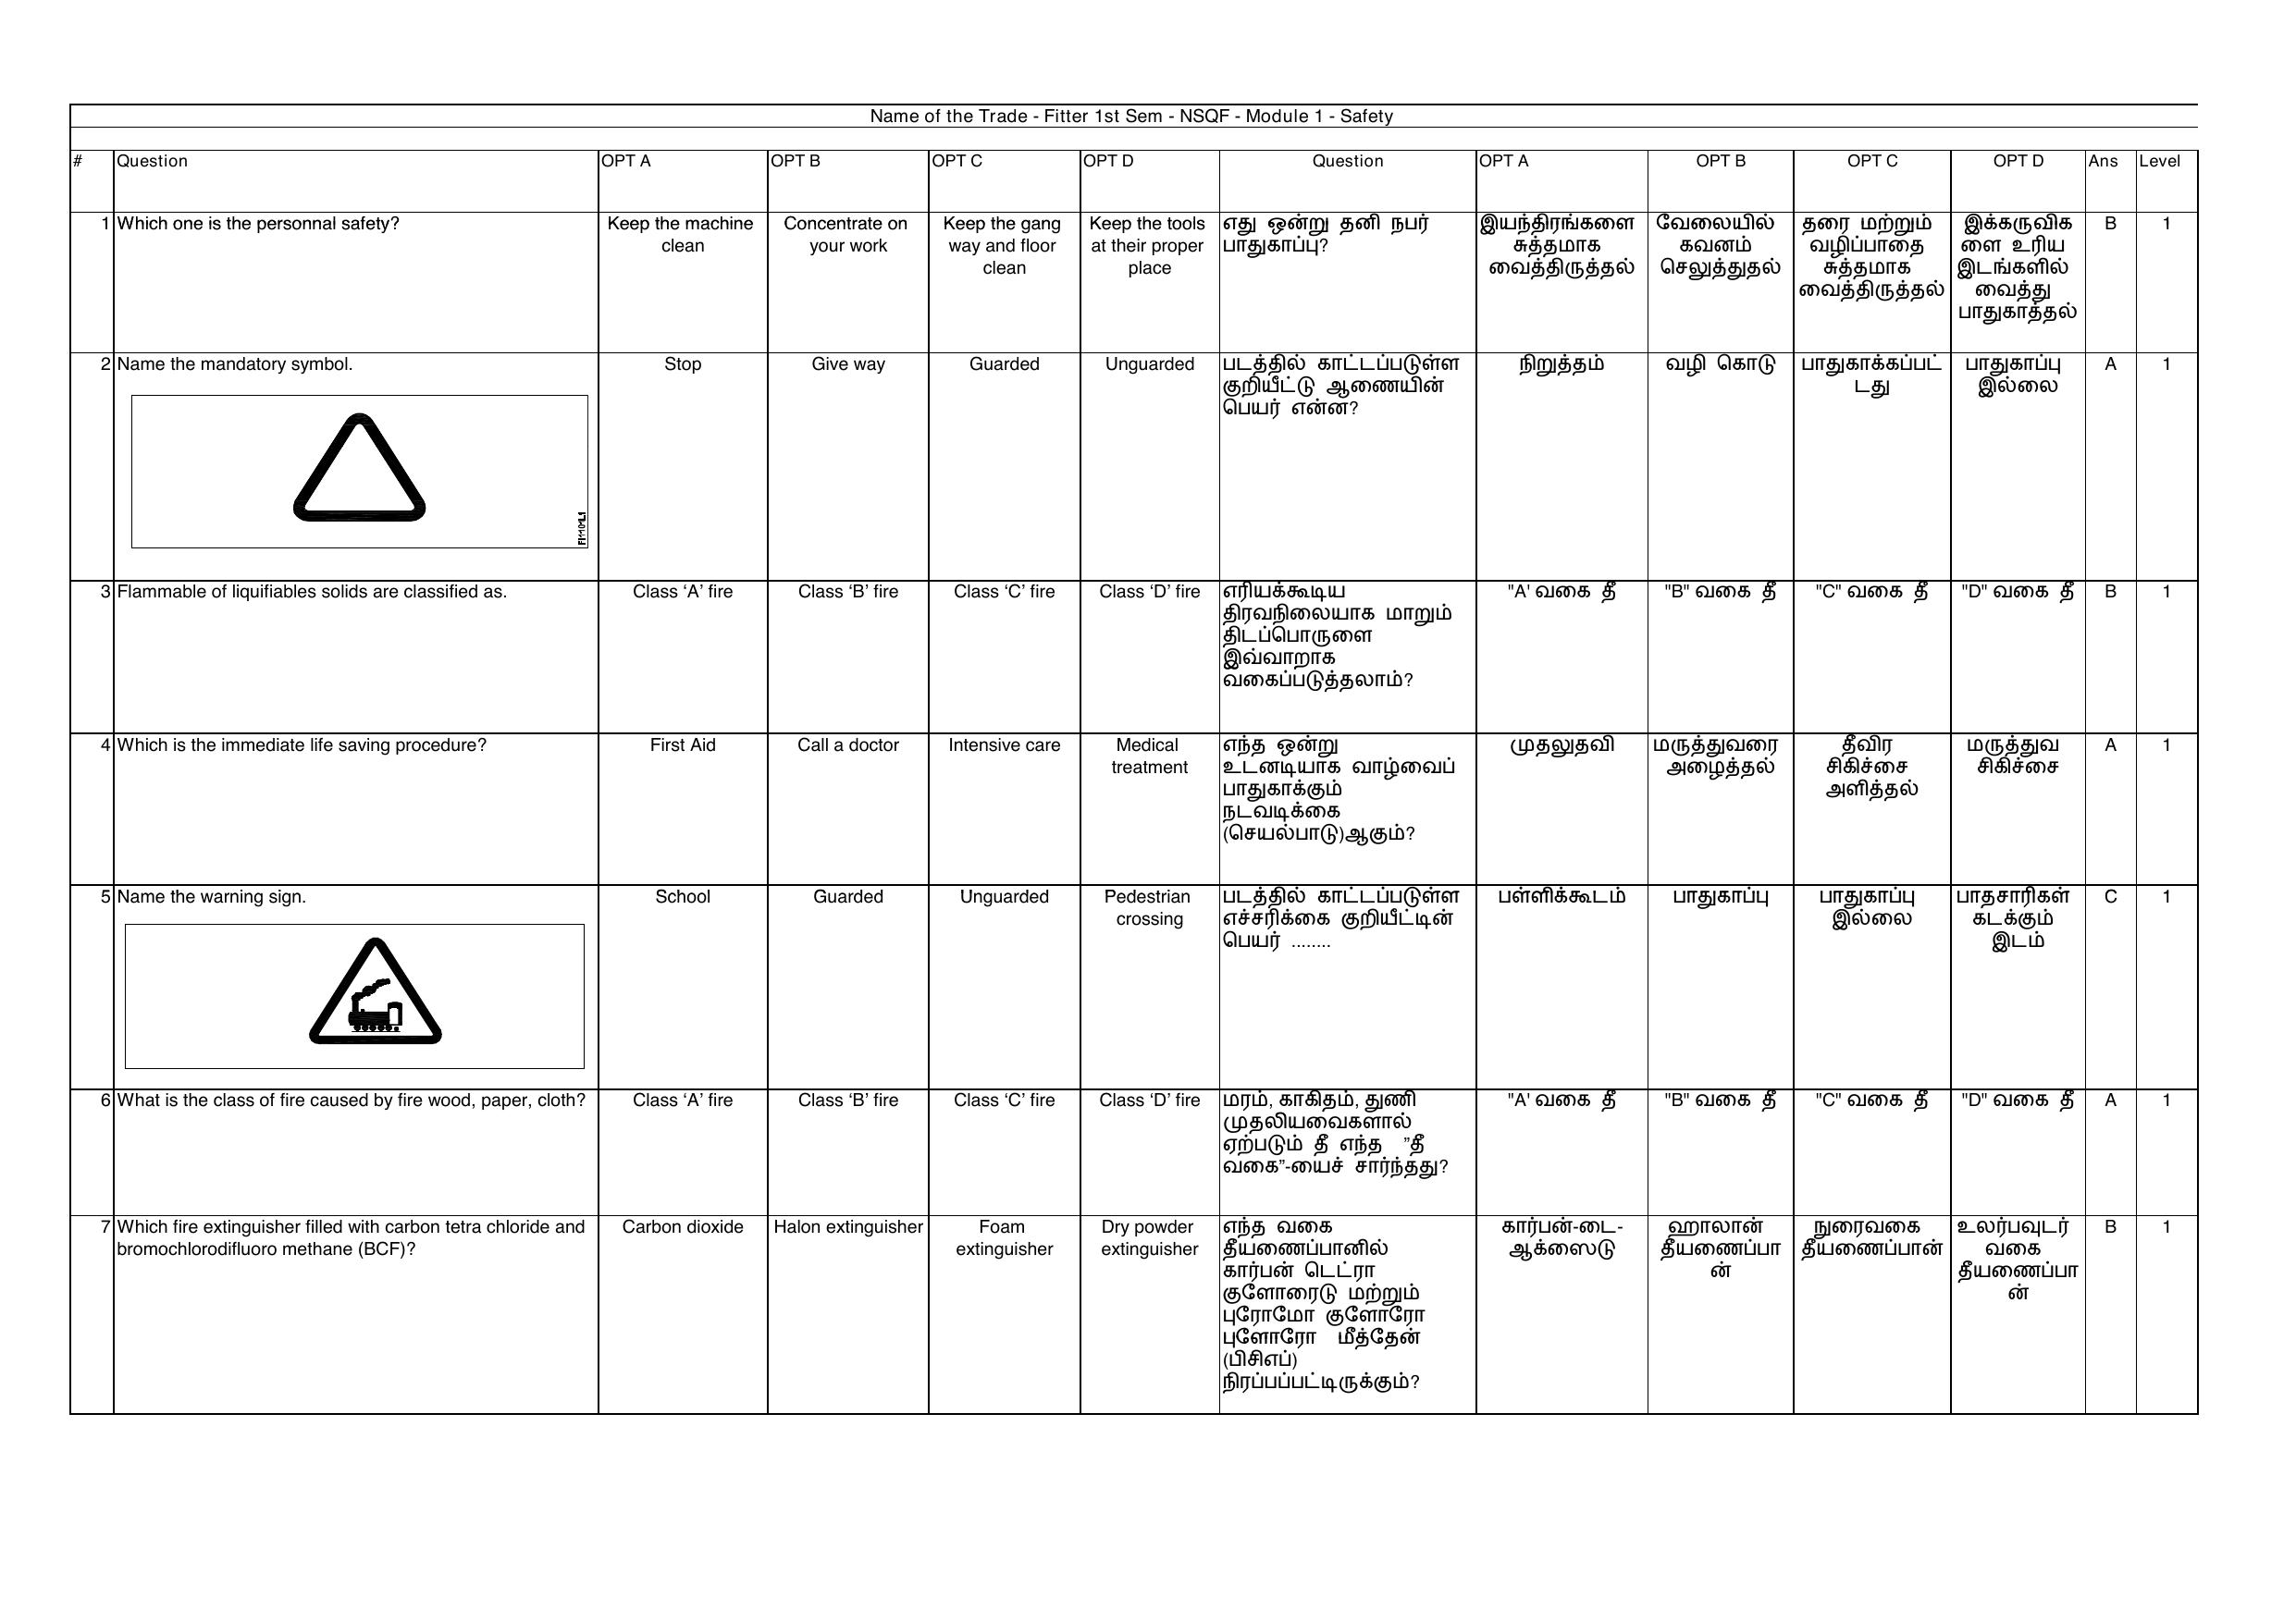 Name of the Trade - Fitter 1st Sem - NSQF - Module 1 - Safety
# Question OPT A OPT B OPT C OPT D Question OPT A OPT B OPT C OPT D Ans Level
1 Which one is the personnal safety?
Keep the machine
clean
Concentrate on
your work
Keep the gang
way and floor
clean
Keep the tools
at their proper
place
எது ஒன்று தனி நபர்
பாதுகாப்பு?
இயந்திரங்களை
சுத்தமாக
வைத்திருத்தல்
வேலையில்
கவனம்
செலுத்துதல்
தரை மற்றும்
வழிப்பாதை
சுத்தமாக
வைத்திருத்தல்
இக்கருவிக
ளை உரிய
இடங்களில்
வைத்து
பாதுகாத்தல்
B
1
2 Name the mandatory symbol.
FI1101L1
Stop
Give way
Guarded
Unguarded
படத்தில் காட்டப்படுள்ள
குறியீட்டு ஆணையின்
பெயர் என்ன?
நிறுத்தம்
வழி கொடு
பாதுகாக்கப்பட்
டது
பாதுகாப்பு
இல்லை
A
1
3 Flammable of liquifiables solids are classified as.
Class ‘A’ fire
Class ‘B’ fire
Class ‘C’ fire
Class ‘D’ fire
எரியக்கூடிய
திரவநிலையாக மாறும்
திடப்பொருளை
இவ்வாறாக
வகைப்படுத்தலாம்?
"A' வகை தீ
"B" வகை தீ
"C" வகை தீ
"D" வகை தீ
B
1
4 Which is the immediate life saving procedure?
First Aid
Call a doctor
Intensive care
Medical
treatment
எந்த ஒன்று
உடனடியாக வாழ்வைப்
பாதுகாக்கும்
நடவடிக்கை
(செயல்பாடு)ஆகும்?
முதலுதவி
மருத்துவரை
அழைத்தல்
தீவிர
சிகிச்சை
அளித்தல்
மருத்துவ
சிகிச்சை
A
1
5 Name the warning sign.
School
Guarded
Unguarded
Pedestrian
crossing
படத்தில் காட்டப்படுள்ள
எச்சரிக்கை குறியீட்டின்
பெயர் ........
பள்ளிக்கூடம்
பாதுகாப்பு
பாதுகாப்பு
இல்லை
பாதசாரிகள்
கடக்கும்
இடம்
C
1
6 What is the class of fire caused by fire wood, paper, cloth?
Class ‘A’ fire
Class ‘B’ fire
Class ‘C’ fire
Class ‘D’ fire
மரம், காகிதம், துணி
முதலியவைகளால்
ஏற்படும் தீ எந்த ”தீ
வகை”-யைச் சார்ந்தது?
"A' வகை தீ
"B" வகை தீ
"C" வகை தீ
"D" வகை தீ
A
1
7 Which fire extinguisher filled with carbon tetra chloride and
bromochlorodifluoro methane (BCF)?
Carbon dioxide
Halon extinguisher
Foam
extinguisher
Dry powder
extinguisher
எந்த வகை
தீயணைப்பானில்
கார்பன் டெட்ரா
குளோரைடு மற்றும்
புரோமோ குளோரோ
புளோரோ மீத்தேன்
(பிசிஎப்)
நிரப்பப்பட்டிருக்கும்?
கார்பன்-டை-
ஆக்ஸைடு
ஹாலான்
தீயணைப்பா
ன்
நுரைவகை
தீயணைப்பான்
உலர்பவுடர்
வகை
தீயணைப்பா
ன்
B
1